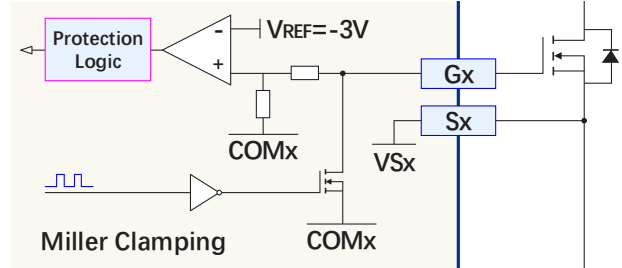 Protection
Logic
-
+
VREF=-3V
Gx
Sx
COMx
VSx
Miller Clamping
COMx